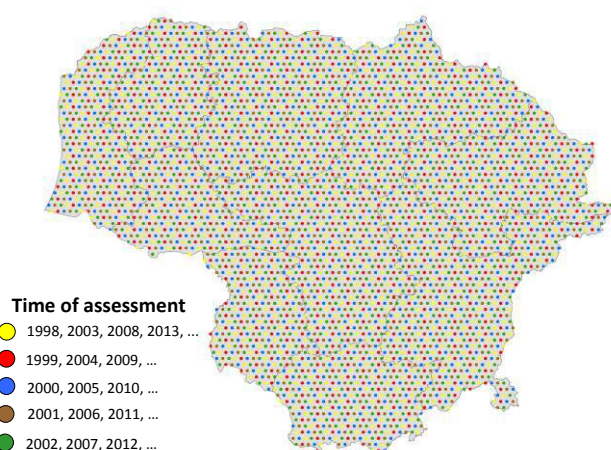 Time of assessment
1998, 2003, 2008, 2013, ...
1999, 2004, 2009, ...
2000, 2005, 2010, ...
2001, 2006, 2011, ...
2002, 2007, 2012, ...